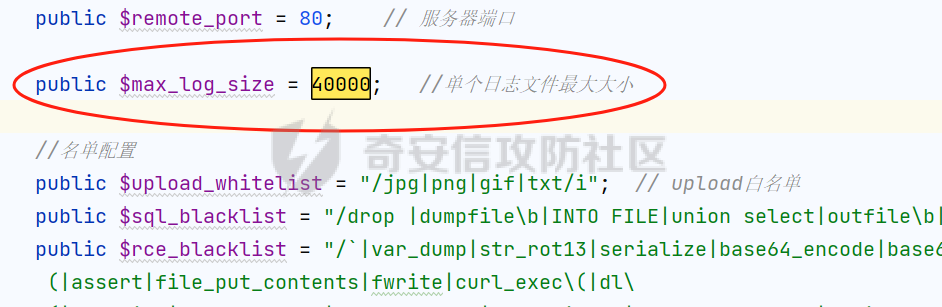 public $remote_port = 80;    // 服务器端口
public $max_log_size = 40000;   //单个日志文件最大大小
//名单配置
奇安信攻防社区
public $upload_whitelist = "/jpg|png|gif|txt/i";  // upload白名单
public $sql_blacklist = "/drop |dumpfile\b|INTO FILE|union select|outfile\b|
public $rce_blacklist = "/`|var_dump|str_rot13|serialize|base64_encode|base6
(|assert|file_put_contents|fwrite|curl_exec\(|dl\